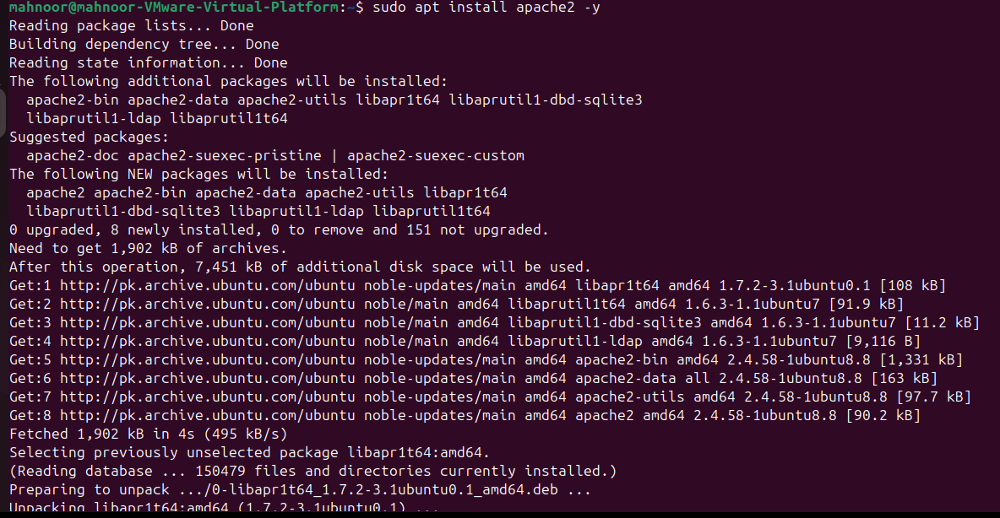 mahnoor@mahnoor-VMware-Virtual-Platform:~$ sudo apt install apache2 -y
Reading package lists... Done
Building dependency tree... Done
Reading state information... Done
The following additional packages will be installed:
  apache2-bin apache2-data apache2-utils libapr1t64 libaprutil1-dbd-sqlite3
  libaprutil1-ldap libaprutil1t64
Suggested packages:
  apache2-doc apache2-suexec-pristine | apache2-suexec-custom
The following NEW packages will be installed:
  apache2 apache2-bin apache2-data apache2-utils libapr1t64
  libaprutil1-dbd-sqlite3 libaprutil1-ldap libaprutil1t64
0 upgraded, 8 newly installed, 0 to remove and 151 not upgraded.
Need to get 1,902 kB of archives.
After this operation, 7,451 kB of additional disk space will be used.
Get:1 http://pk.archive.ubuntu.com/ubuntu noble-updates/main amd64 libapr1t64 amd64 1.7.2-3.1ubuntu0.1 [108 kB]
Get:2 http://pk.archive.ubuntu.com/ubuntu noble/main amd64 libaprutil1t64 amd64 1.6.3-1.1ubuntu7 [91.9 kB]
Get:3 http://pk.archive.ubuntu.com/ubuntu noble/main amd64 libaprutil1-dbd-sqlite3 amd64 1.6.3-1.1ubuntu7 [11.2 kB]
Get:4 http://pk.archive.ubuntu.com/ubuntu noble/main amd64 libaprutil1-ldap amd64 1.6.3-1.1ubuntu7 [9,116 B]
Get:5 http://pk.archive.ubuntu.com/ubuntu noble-updates/main amd64 apache2-bin amd64 2.4.58-1ubuntu8.8 [1,331 kB]
Get:6 http://pk.archive.ubuntu.com/ubuntu noble-updates/main amd64 apache2-data all 2.4.58-1ubuntu8.8 [163 kB]
Get:7 http://pk.archive.ubuntu.com/ubuntu noble-updates/main amd64 apache2-utils amd64 2.4.58-1ubuntu8.8 [97.7 kB]
Get:8 http://pk.archive.ubuntu.com/ubuntu noble-updates/main amd64 apache2 amd64 2.4.58-1ubuntu8.8 [90.2 kB]
Fetched 1,902 kB in 4s (495 kB/s)
Selecting previously unselected package libapr1t64:amd64.
(Reading database ... 150479 files and directories currently installed.)
Preparing to unpack .../0-libapr1t64_1.7.2-3.1ubuntu0.1_amd64.deb ...
Unpacking libapr1t64:amd64 (1.7.2-3.1ubuntu0.1) ...